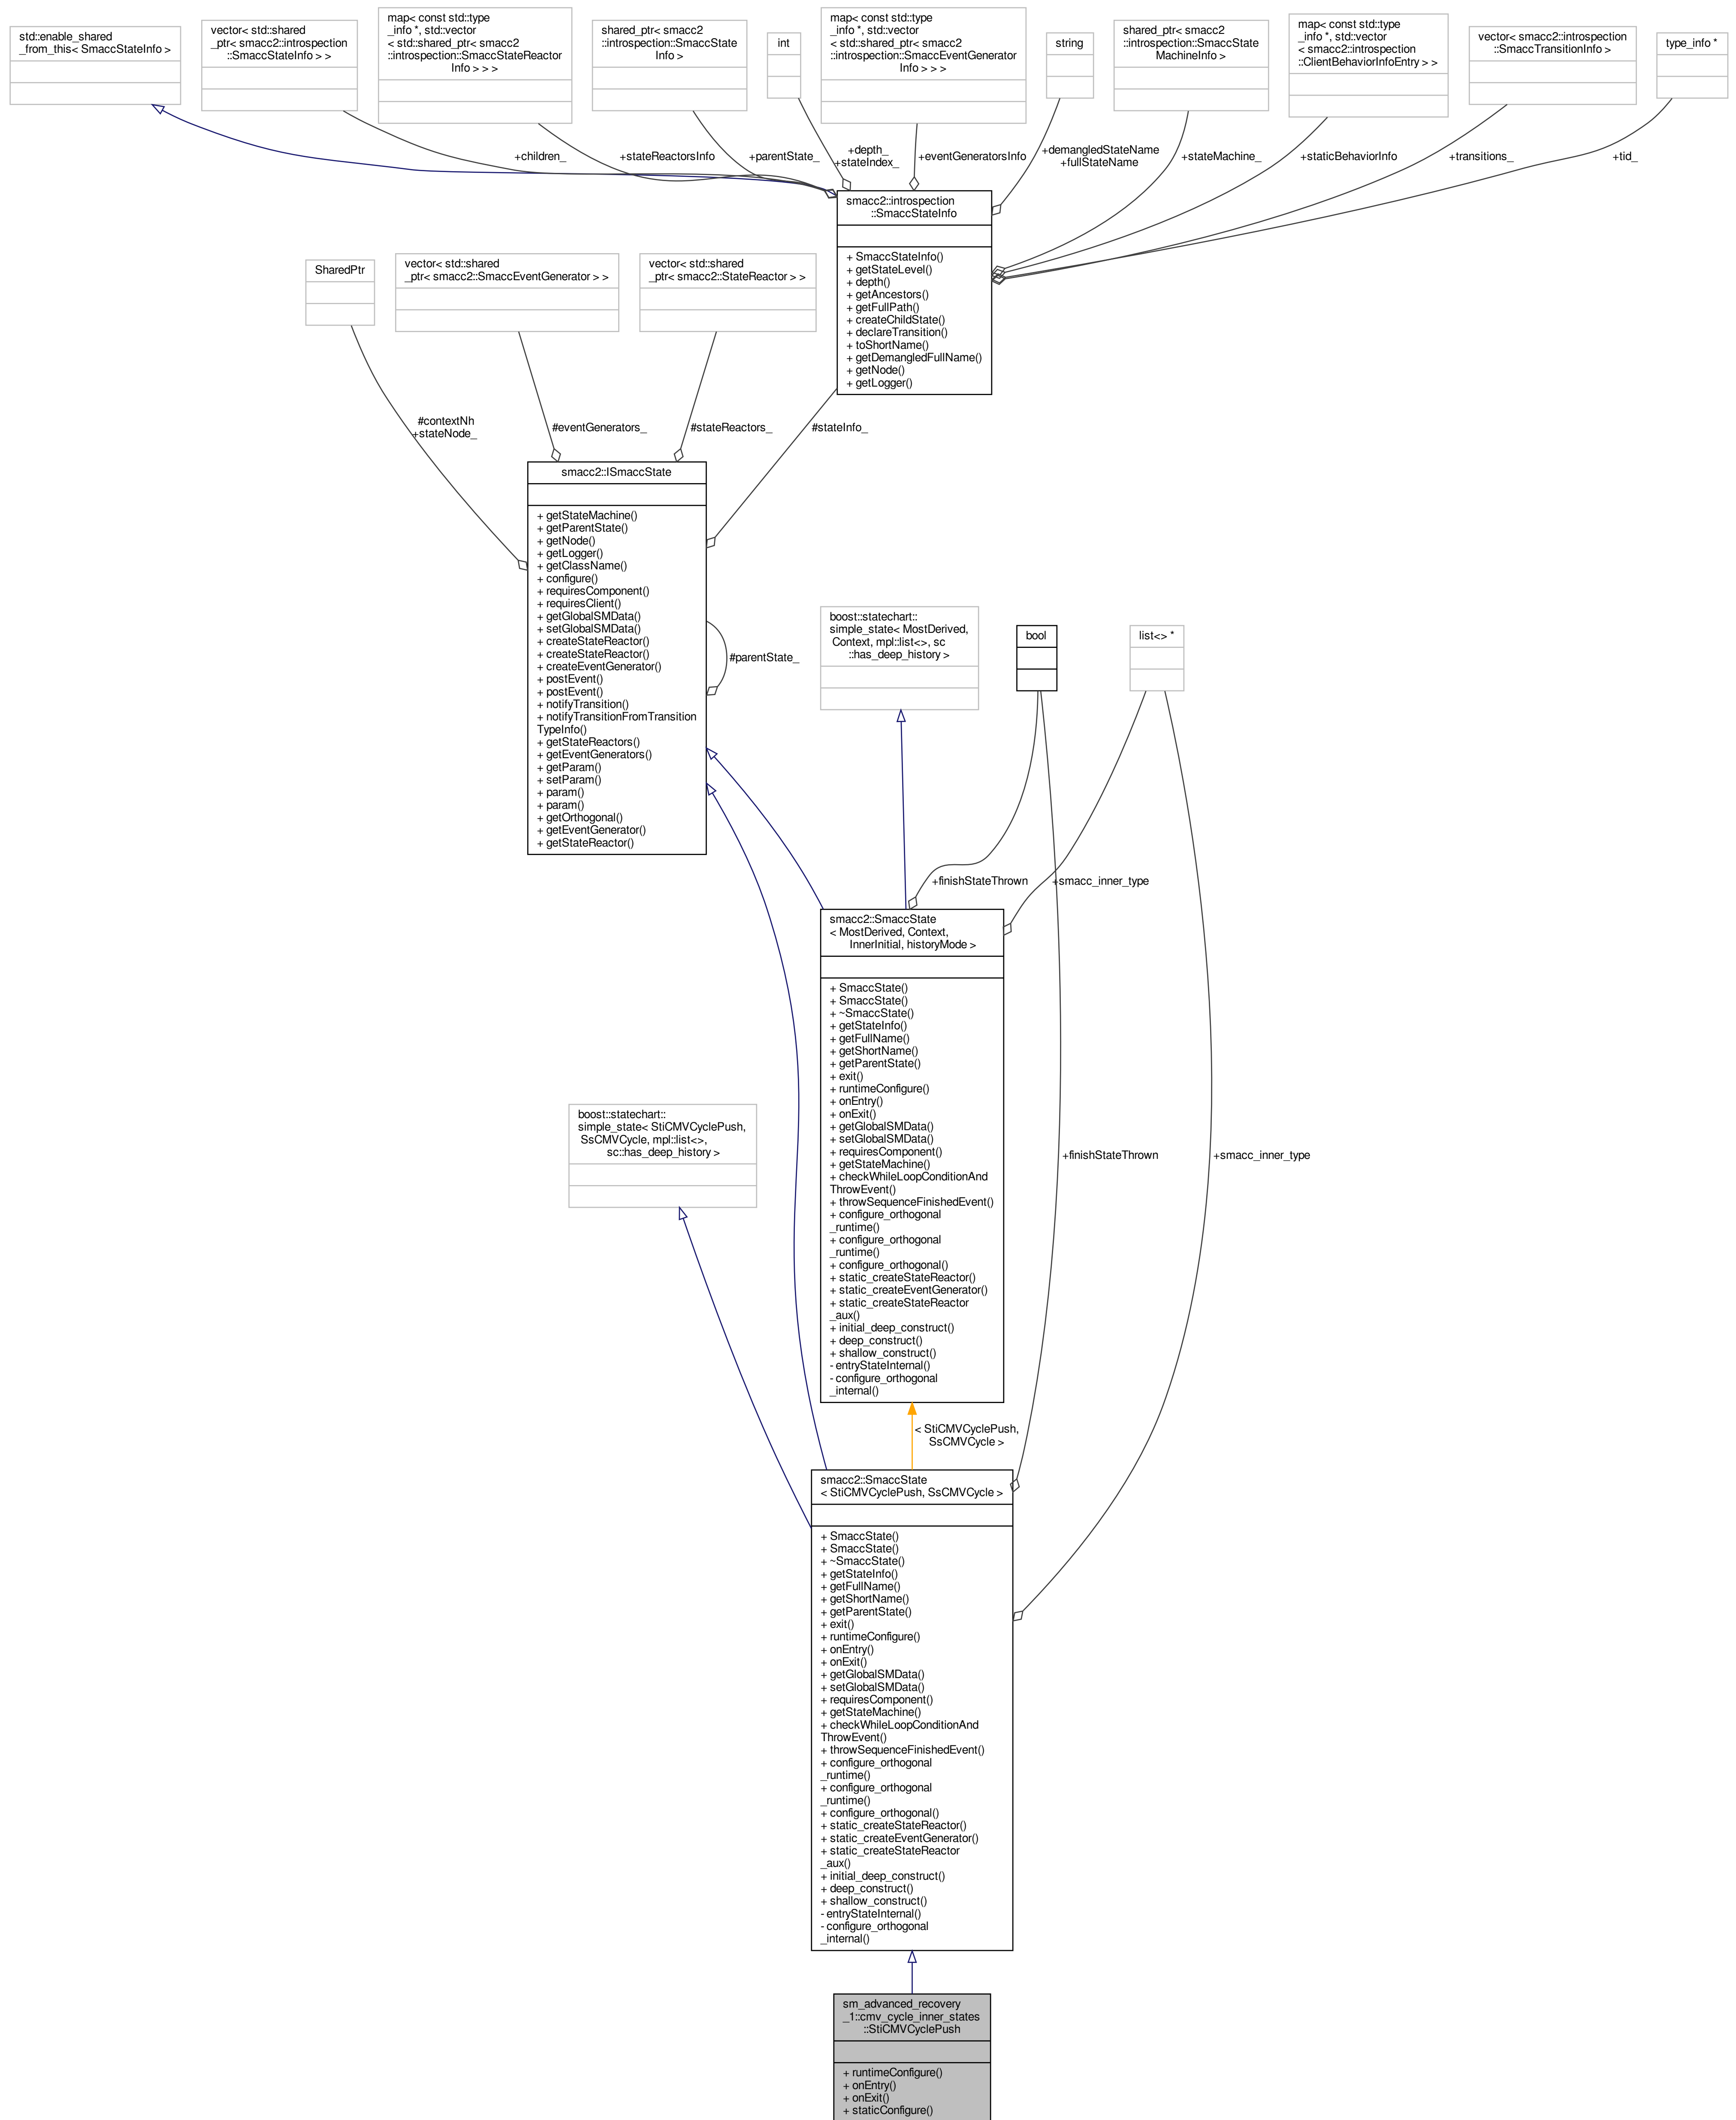 std::enable_shared
_from_this< SmaccStateInfo >
vector< std::shared
_ptr< smacc2::introspection
::SmaccStateInfo > >
map< const std::type
_info *, std::vector
< std::shared_ptr< smacc2
::introspection::SmaccStateReactor
Info > > >
shared_ptr< smacc2
::introspection::SmaccState
Info >
int
map< const std::type
_info *, std::vector
< std::shared_ptr< smacc2
::introspection::SmaccEventGenerator
Info > > >
string
shared_ptr< smacc2
::introspection::SmaccState
MachineInfo >
map< const std::type
_info *, std::vector
< smacc2::introspection
::ClientBehaviorInfoEntry > >
vector< smacc2::introspection
::SmaccTransitionInfo >
type_info *
+children_
+stateReactorsInfo
+parentState_
+depth_
+stateIndex_
+eventGeneratorsInfo
+demangledStateName
+fullStateName
+stateMachine_
+staticBehaviorInfo
+transitions_
+tid_
smacc2::introspection
::SmaccStateInfo
+ SmaccStateInfo()
+ getStateLevel()
+ depth()
+ getAncestors()
+ getFullPath()
+ createChildState()
+ declareTransition()
+ toShortName()
+ getDemangledFullName()
+ getNode()
+ getLogger()
SharedPtr
vector< std::shared
_ptr< smacc2::SmaccEventGenerator > >
vector< std::shared
_ptr< smacc2::StateReactor > >
#contextNh
+stateNode_
#eventGenerators_
#stateReactors_
#stateInfo_
smacc2::ISmaccState
+ getStateMachine()
+ getParentState()
+ getNode()
+ getLogger()
+ getClassName()
+ configure()
+ requiresComponent()
+ requiresClient()
+ getGlobalSMData()
+ setGlobalSMData()
+ createStateReactor()
+ createStateReactor()
+ createEventGenerator()
+ postEvent()
+ postEvent()
+ notifyTransition()
+ notifyTransitionFromTransition
TypeInfo()
+ getStateReactors()
+ getEventGenerators()
+ getParam()
+ setParam()
+ param()
+ param()
+ getOrthogonal()
+ getEventGenerator()
+ getStateReactor()
#parentState_
boost::statechart::
simple_state< MostDerived,
Context, mpl::list<>, sc
::has_deep_history >
bool
list<> *
+finishStateThrown
+smacc_inner_type
smacc2::SmaccState
< MostDerived, Context,
InnerInitial, historyMode >
+ SmaccState()
+ SmaccState()
+ ~SmaccState()
+ getStateInfo()
+ getFullName()
+ getShortName()
+ getParentState()
+ exit()
+ runtimeConfigure()
+ onEntry()
+ onExit()
+ getGlobalSMData()
+ setGlobalSMData()
+ requiresComponent()
+ getStateMachine()
+ checkWhileLoopConditionAnd
ThrowEvent()
+ throwSequenceFinishedEvent()
+ configure_orthogonal
_runtime()
+ configure_orthogonal
_runtime()
+ configure_orthogonal()
+ static_createStateReactor()
+ static_createEventGenerator()
+ static_createStateReactor
_aux()
+ initial_deep_construct()
+ deep_construct()
+ shallow_construct()
- entryStateInternal()
- configure_orthogonal
_internal()
boost::statechart::
simple_state< StiCMVCyclePush,
SsCMVCycle, mpl::list<>,
sc::has_deep_history >
+finishStateThrown
+smacc_inner_type
< StiCMVCyclePush,
SsCMVCycle >
smacc2::SmaccState
< StiCMVCyclePush, SsCMVCycle >
+ SmaccState()
+ SmaccState()
+ ~SmaccState()
+ getStateInfo()
+ getFullName()
+ getShortName()
+ getParentState()
+ exit()
+ runtimeConfigure()
+ onEntry()
+ onExit()
+ getGlobalSMData()
+ setGlobalSMData()
+ requiresComponent()
+ getStateMachine()
+ checkWhileLoopConditionAnd
ThrowEvent()
+ throwSequenceFinishedEvent()
+ configure_orthogonal
_runtime()
+ configure_orthogonal
_runtime()
+ configure_orthogonal()
+ static_createStateReactor()
+ static_createEventGenerator()
+ static_createStateReactor
_aux()
+ initial_deep_construct()
+ deep_construct()
+ shallow_construct()
- entryStateInternal()
- configure_orthogonal
_internal()
sm_advanced_recovery
_1::cmv_cycle_inner_states
::StiCMVCyclePush
+ runtimeConfigure()
+ onEntry()
+ onExit()
+ staticConfigure()